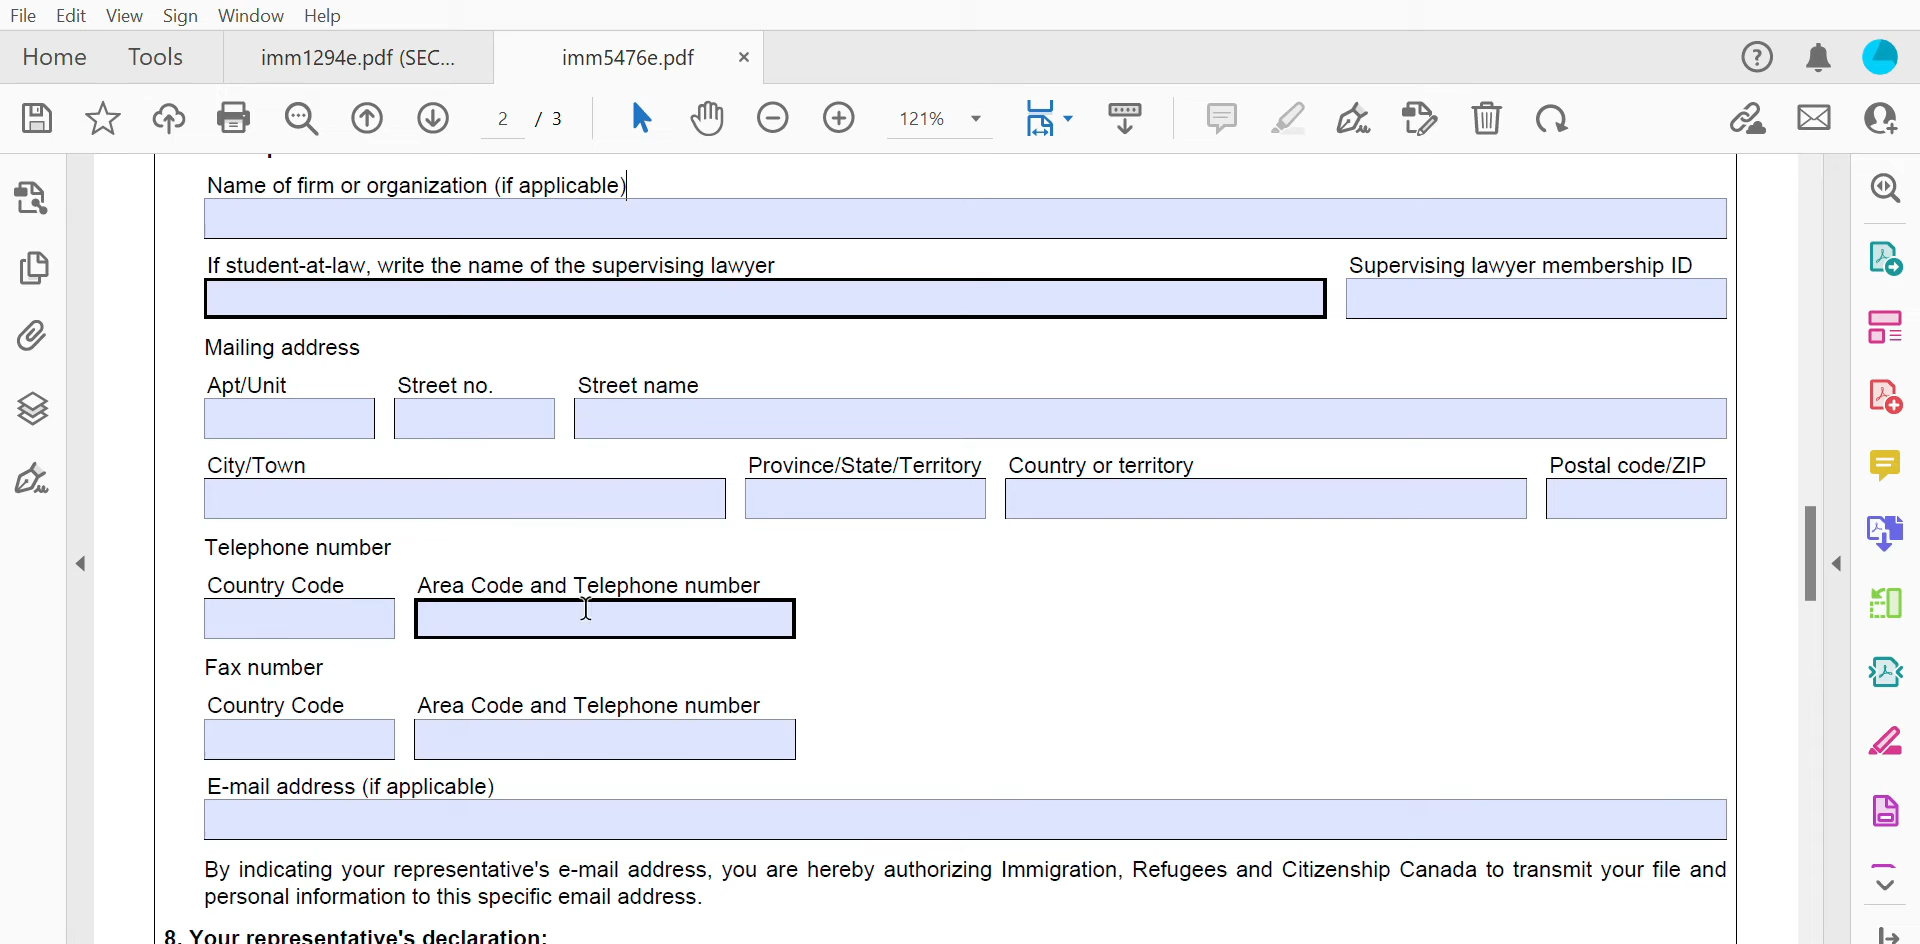 File Edit View Sign Window Help
Home Tools imm1294e.pdf (SEC... imm5476e.pdf
2 / 3 121%
Name of firm or organization (if applicable)
If student-at-law, write the name of the supervising lawyer Supervising lawyer membership ID
Mailing address
Apt/Unit Street no. Street name
City/Town Province/State/Territory Country or territory Postal code/ZIP
Telephone number
Country Code Area Code and Telephone number
Fax number
Country Code Area Code and Telephone number
E-mail address (if applicable)
By indicating your representative's e-mail address, you are hereby authorizing Immigration, Refugees and Citizenship Canada to transmit your file and
personal information to this specific email address.
8. Your representative's declaration: